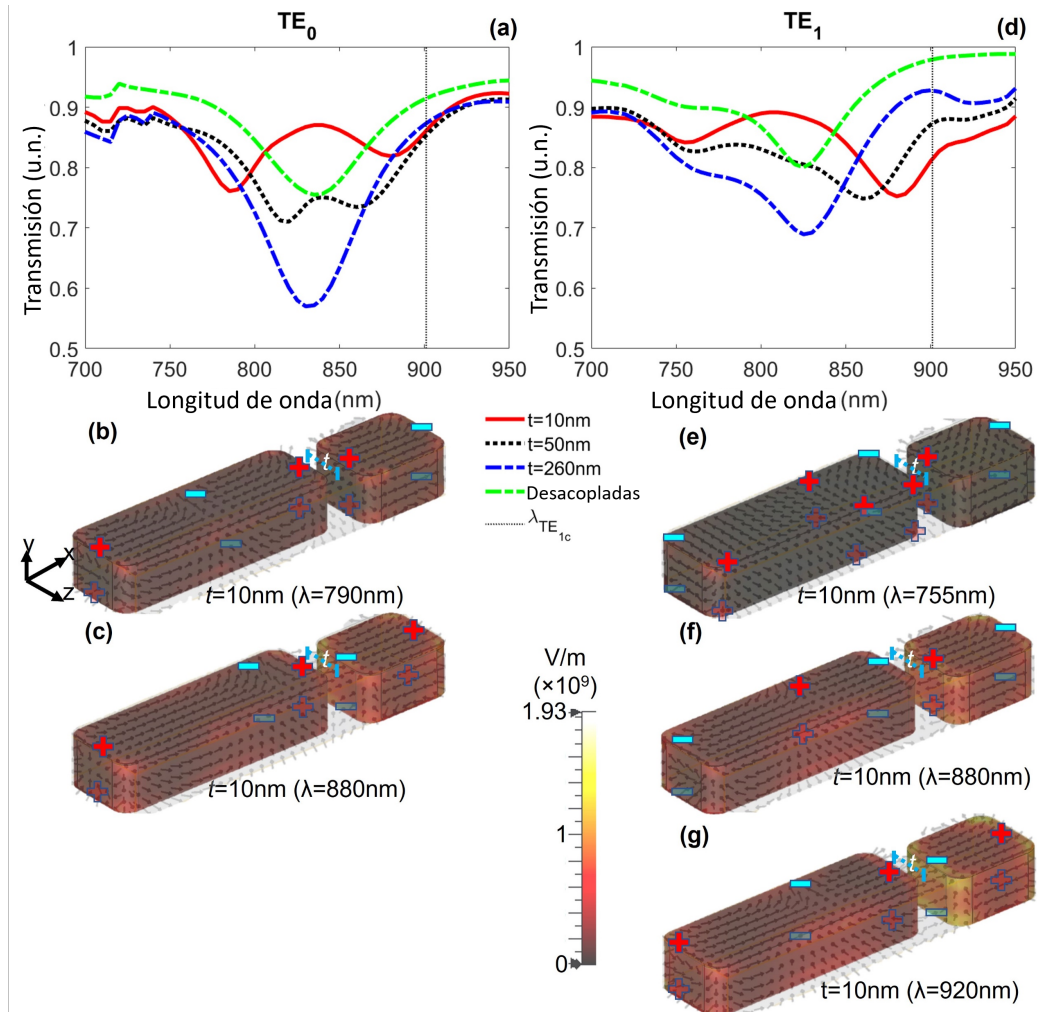 TE0
(a)
1
0.9
0.8
0.7
0.6
0.5
Transmisión (u.n.)
700 750 800 850 900 950
Longitud de onda (nm)
TE1
(d)
1
0.9
0.8
0.7
0.6
0.5
Transmisión (u.n.)
700 750 800 850 900 950
Longitud de onda (nm)
t=10nm
t=50nm
t=260nm
Desacopladas
λTE1c
(b)
t
y
x
z
t=10nm (λ=790nm)
(c)
t
t=10nm (λ=880nm)
V/m
(×10⁹)
1.93
1
0
(e)
t
t=10nm (λ=755nm)
(f)
t
t=10nm (λ=880nm)
(g)
t
t=10nm (λ=920nm)